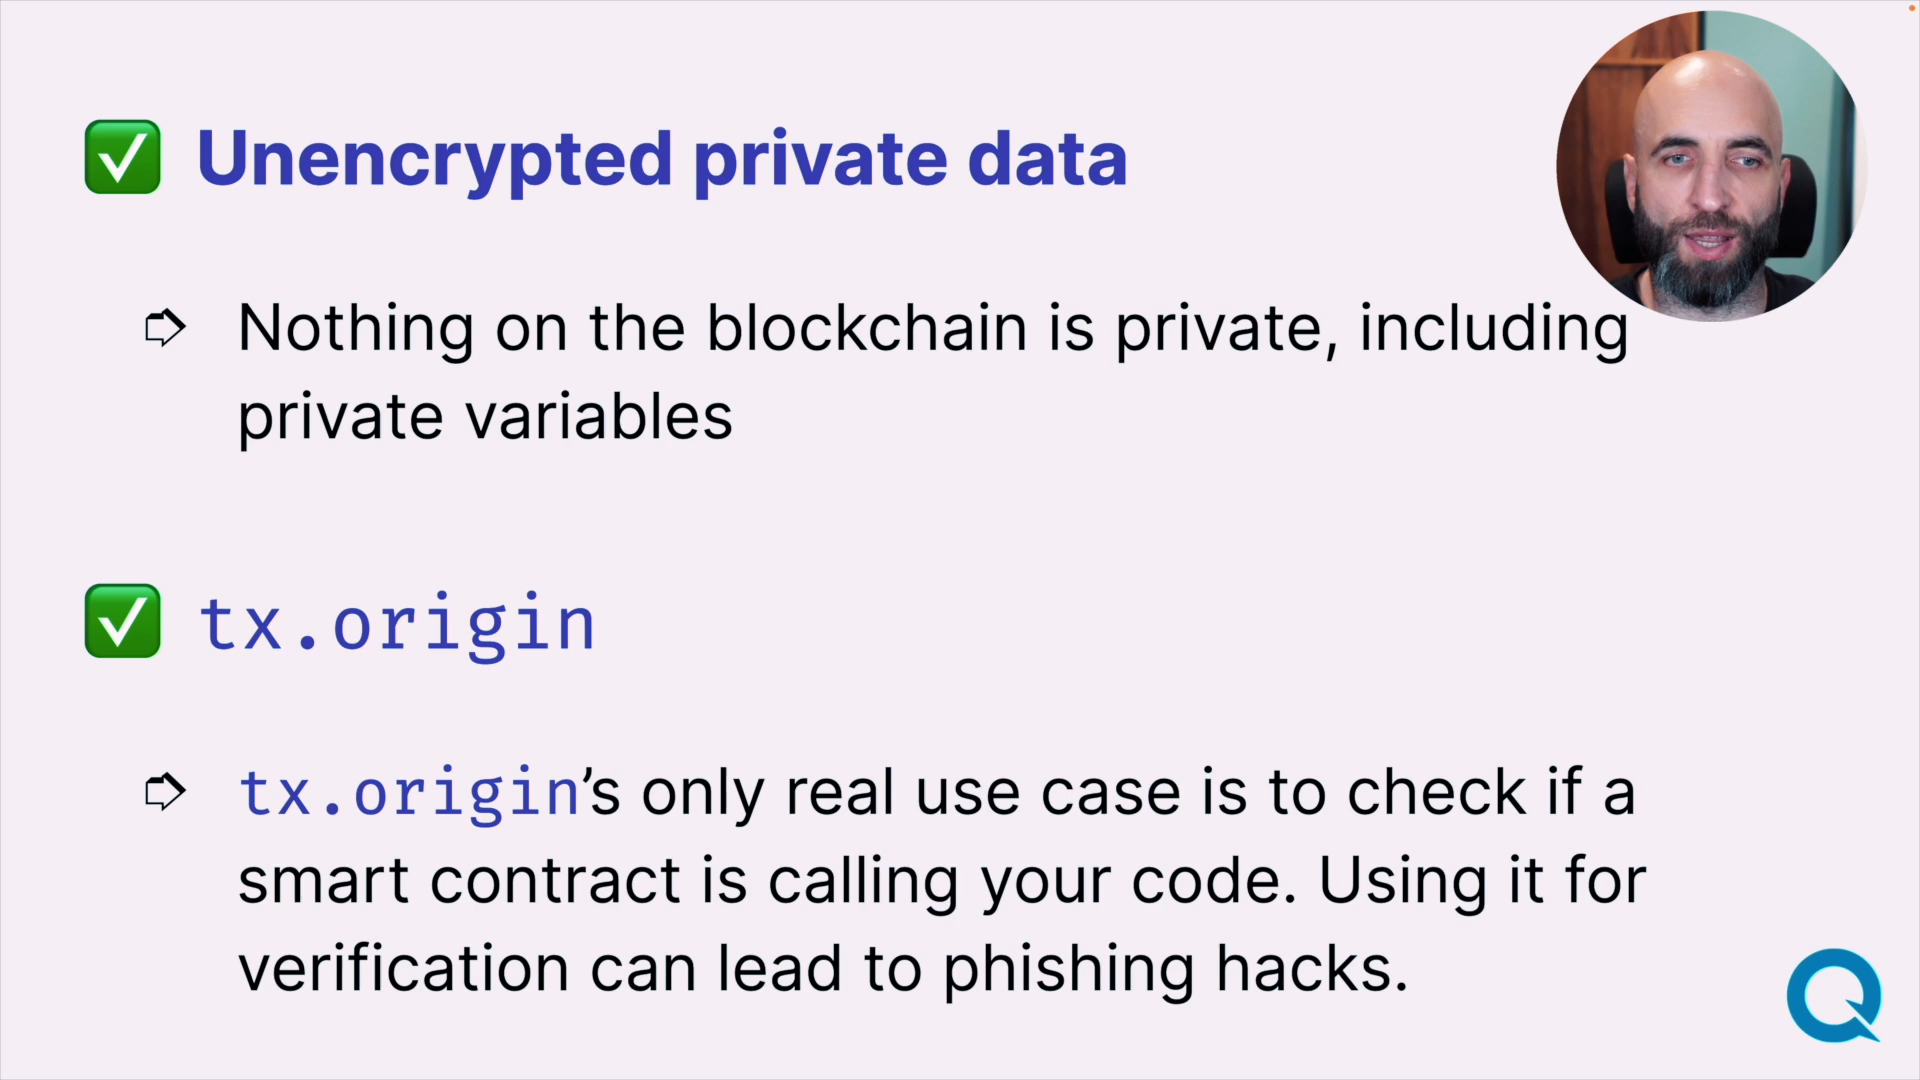 Unencrypted private data
Nothing on the blockchain is private, including
private variables
tx.origin
tx.origin’s only real use case is to check if a
smart contract is calling your code. Using it for
verification can lead to phishing hacks.